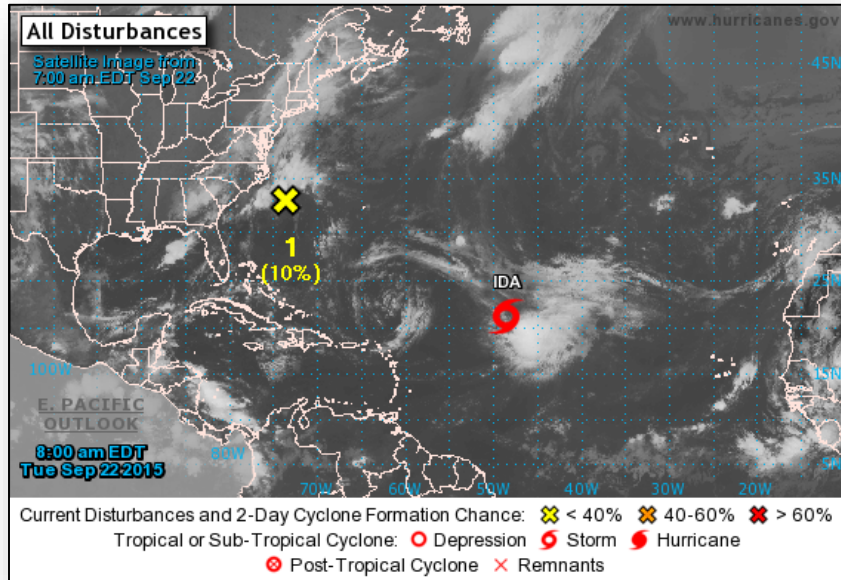 All Disturbances
www.hurricanes.gov
Satellite Image from
7:00 am EDT Sep 22
45N
35N
1
(10%)
25N
IDA
100W
15N
E. PACIFIC
OUTLOOK
8:00 am EDT
Tue Sep 22 2015
80W
5N
70W 60W 50W 40W 30W 20W
Current Disturbances and 2-Day Cyclone Formation Chance: < 40% 40-60% > 60%
Tropical or Sub-Tropical Cyclone: Depression Storm Hurricane
Post-Tropical Cyclone Remnants